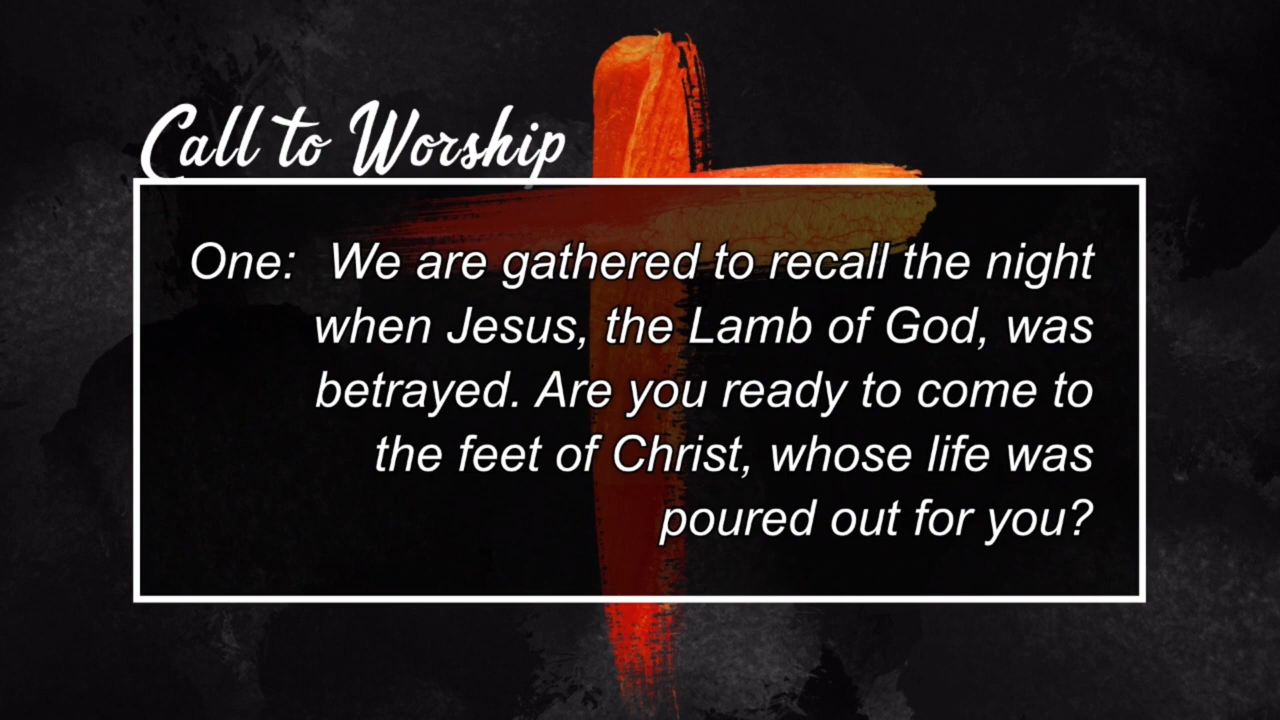 Call to Worship
One: We are gathered to recall the night
when Jesus, the Lamb of God, was
betrayed. Are you ready to come to
the feet of Christ, whose life was
poured out for you?